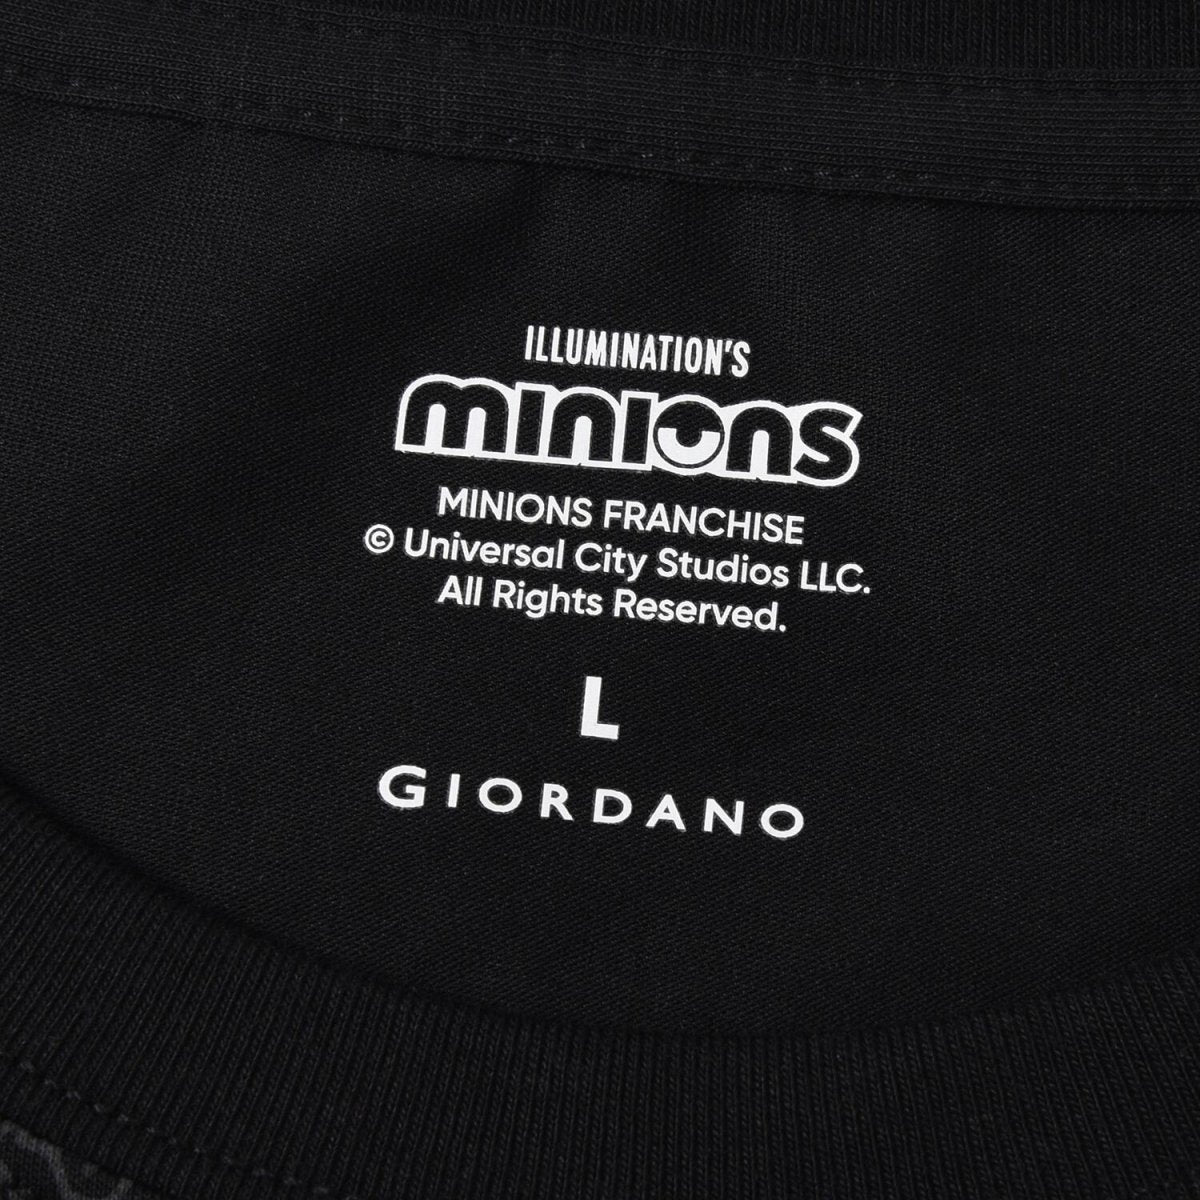 ILLUMINATION'S
minions
MINIONS FRANCHISE
© Universal City Studios LLC.
All Rights Reserved.
L
GIORDANO